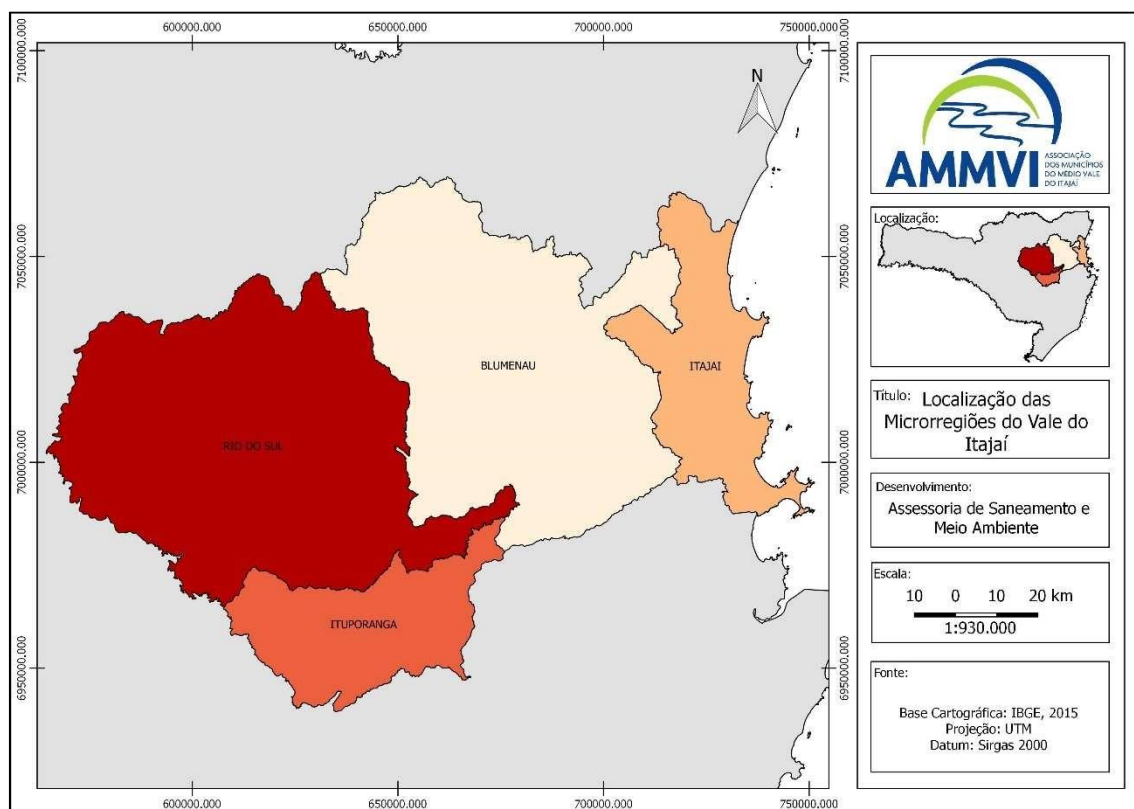 600000.000
650000.000
700000.000
750000.000
7100000.000
7100000.000
N
7050000.000
7050000.000
BLUMENAU
ITAJAI
RIO DO SUL
7000000.000
7000000.000
ITUPORANGA
6950000.000
6950000.000
600000.000
650000.000
700000.000
750000.000
AMMVI
ASSOCIAÇÃO
DOS MUNICÍPIOS
DO MÉDIO VALE
DO ITAJAÍ
Localização:
Título: Localização das
Microrregiões do Vale do
Itajaí
Desenvolvimento:
Assessoria de Saneamento e
Meio Ambiente
Escala:
10 0 10 20 km
1:930.000
Fonte:
Base Cartográfica: IBGE, 2015
Projeção: UTM
Datum: Sirgas 2000